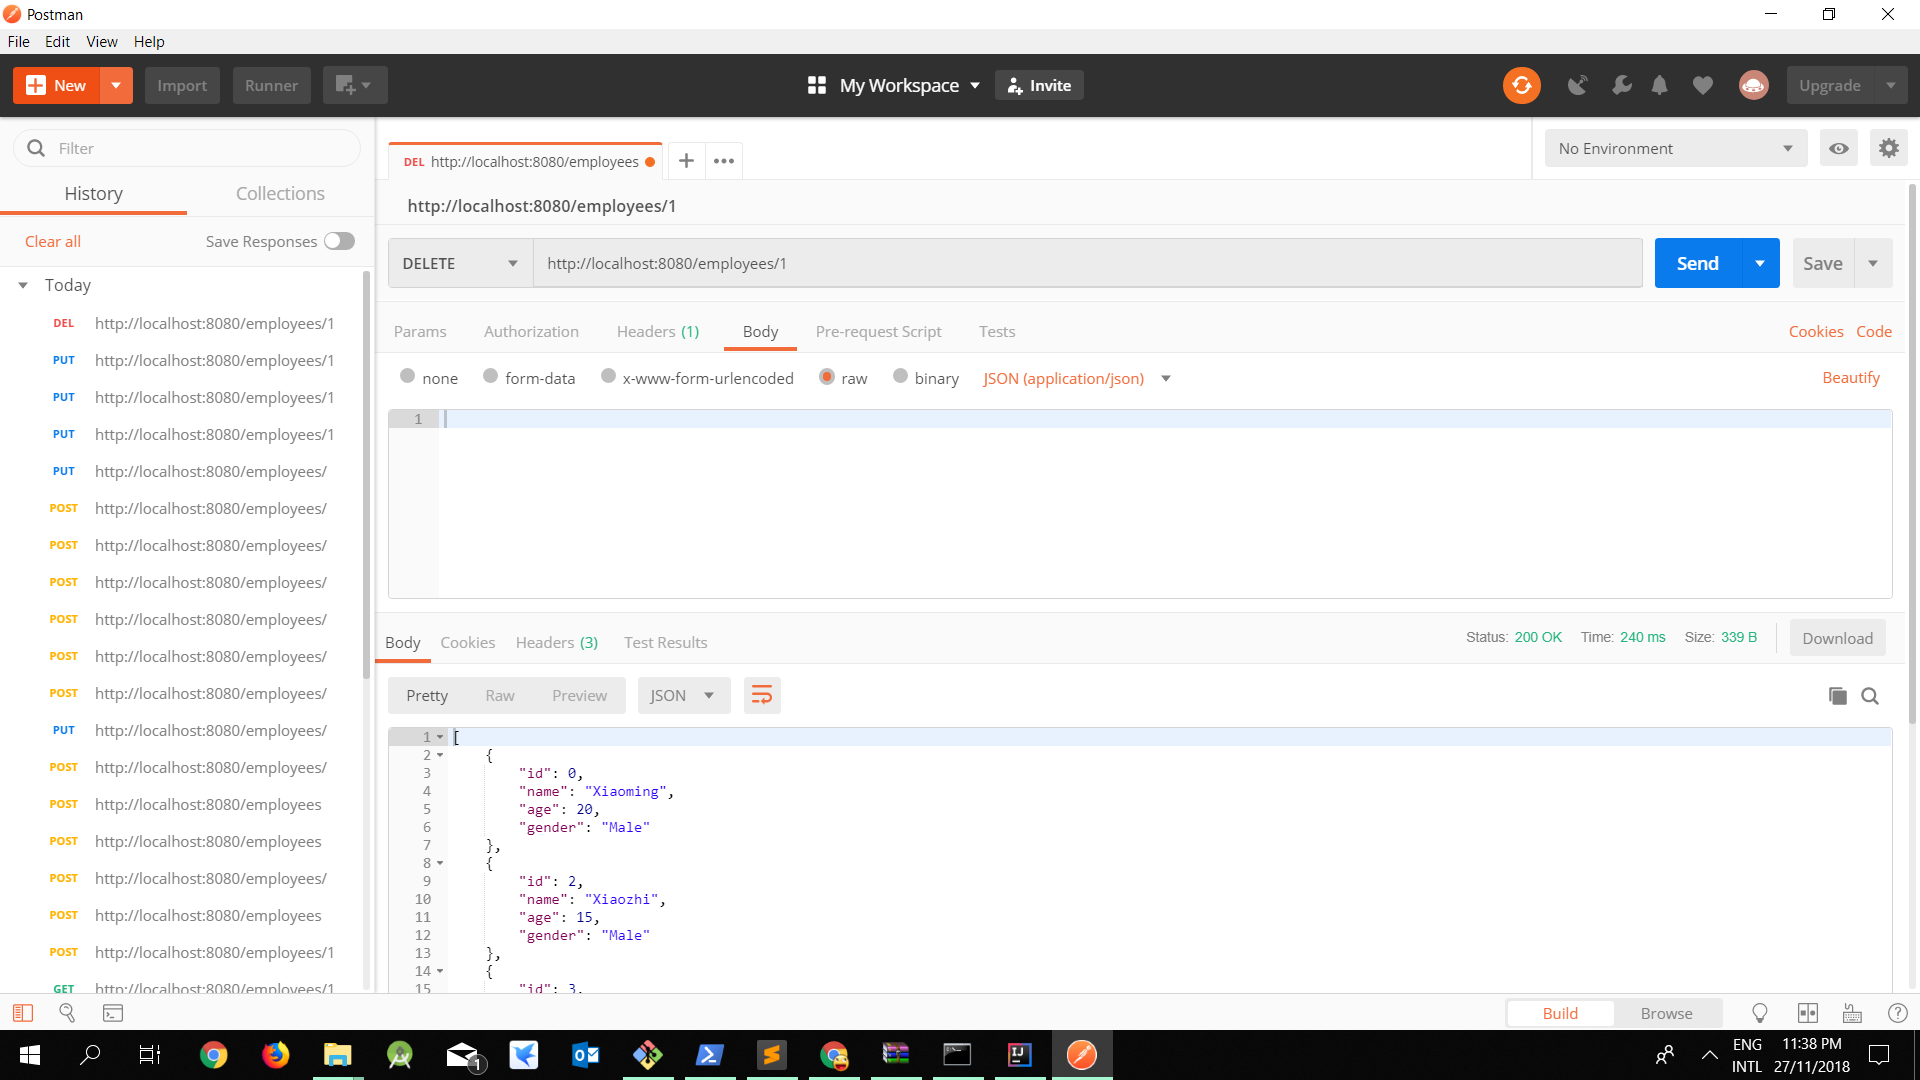 Postman
File Edit View Help
New Import Runner My Workspace Invite Upgrade
Filter
History Collections
Clear all Save Responses
Today
DEL http://localhost:8080/employees/1
PUT http://localhost:8080/employees/1
PUT http://localhost:8080/employees/1
PUT http://localhost:8080/employees/1
PUT http://localhost:8080/employees/
POST http://localhost:8080/employees/
POST http://localhost:8080/employees/
POST http://localhost:8080/employees/
POST http://localhost:8080/employees/
POST http://localhost:8080/employees/
POST http://localhost:8080/employees/
PUT http://localhost:8080/employees/
POST http://localhost:8080/employees/
POST http://localhost:8080/employees
POST http://localhost:8080/employees
POST http://localhost:8080/employees/
POST http://localhost:8080/employees
POST http://localhost:8080/employees/1
GET http://localhost:8080/employees/1
DEL http://localhost:8080/employees
No Environment
http://localhost:8080/employees/1
DELETE http://localhost:8080/employees/1 Send Save
Params Authorization Headers (1) Body Pre-request Script Tests Cookies Code
none form-data x-www-form-urlencoded raw binary JSON (application/json) Beautify
1
Body Cookies Headers (3) Test Results Status: 200 OK Time: 240 ms Size: 339 B Download
Pretty Raw Preview JSON
1 [
2 {
3 "id": 0,
4 "name": "Xiaoming",
5 "age": 20,
6 "gender": "Male"
7 },
8 {
9 "id": 2,
10 "name": "Xiaozhi",
11 "age": 15,
12 "gender": "Male"
13 },
14 {
15 "id": 3,
Build Browse
1
ENG 11:38 PM
INTL 27/11/2018